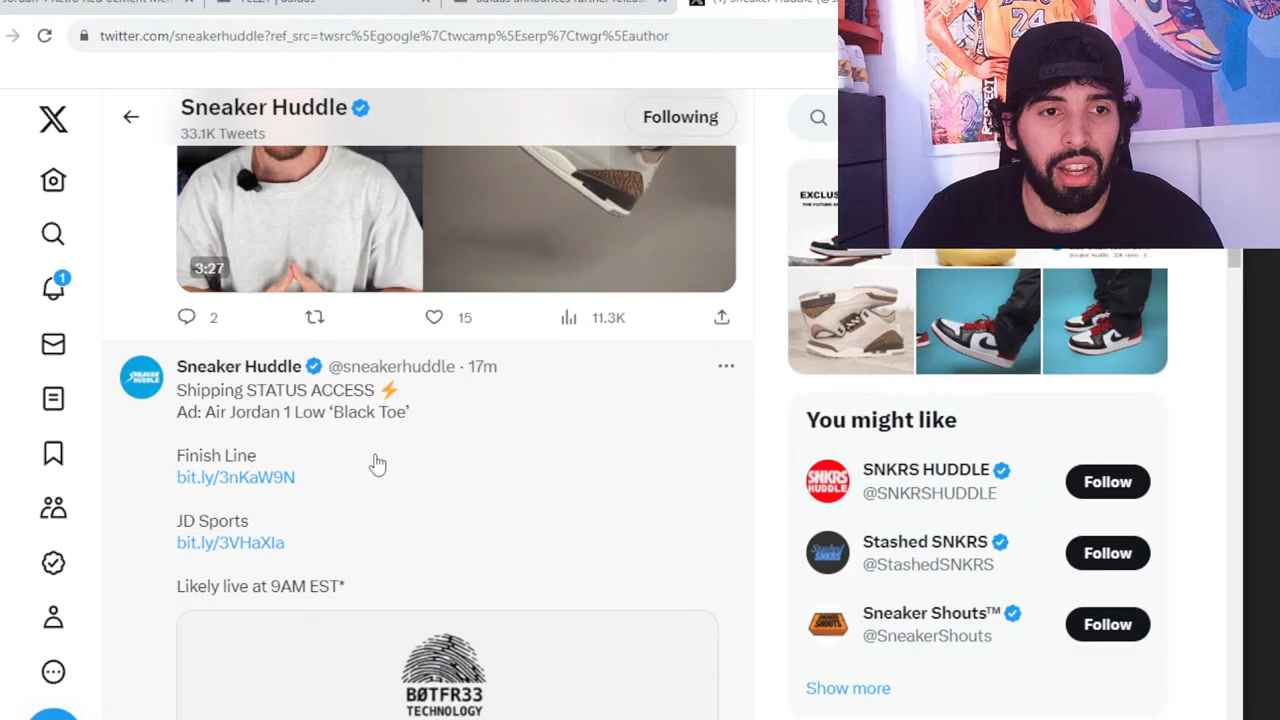 twitter.com/sneakerhuddle?ref_src=twsrc%5Egoogle%7Ctwcamp%5Eserp%7Ctwgr%5Eauthor
Sneaker Huddle
33.1K Tweets
Following
3:27
2
15
11.3K
Sneaker Huddle @sneakerhuddle · 17m
Shipping STATUS ACCESS ⚡
Ad: Air Jordan 1 Low ‘Black Toe’
Finish Line
bit.ly/3nKaW9N
JD Sports
bit.ly/3VHaXIa
Likely live at 9AM EST*
BØTFR33
TECHNOLOGY
1
EXCLUS
24
You might like
SNKRS HUDDLE
@SNKRSHUDDLE
Follow
Stashed SNKRS
@StashedSNKRS
Follow
Sneaker Shouts™
@SneakerShouts
Follow
Show more